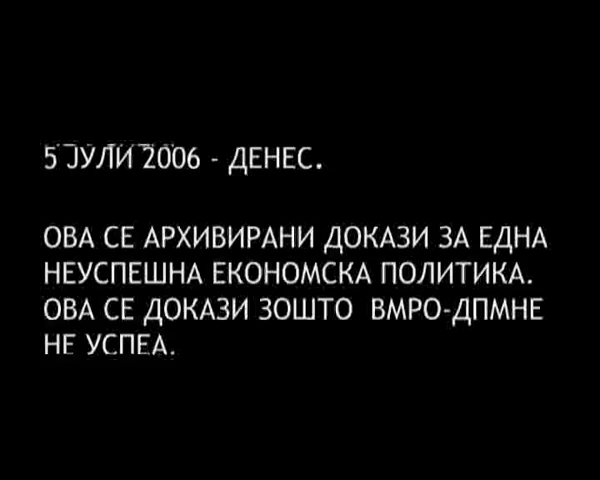 5 ЈУЛИ 2006 - ДЕНЕС.
ОВА СЕ АРХИВИРАНИ ДОКАЗИ ЗА ЕДНА
НЕУСПЕШНА ЕКОНОМСКА ПОЛИТИКА.
ОВА СЕ ДОКАЗИ ЗОШТО ВМРО-ДПМНЕ
НЕ УСПЕА.